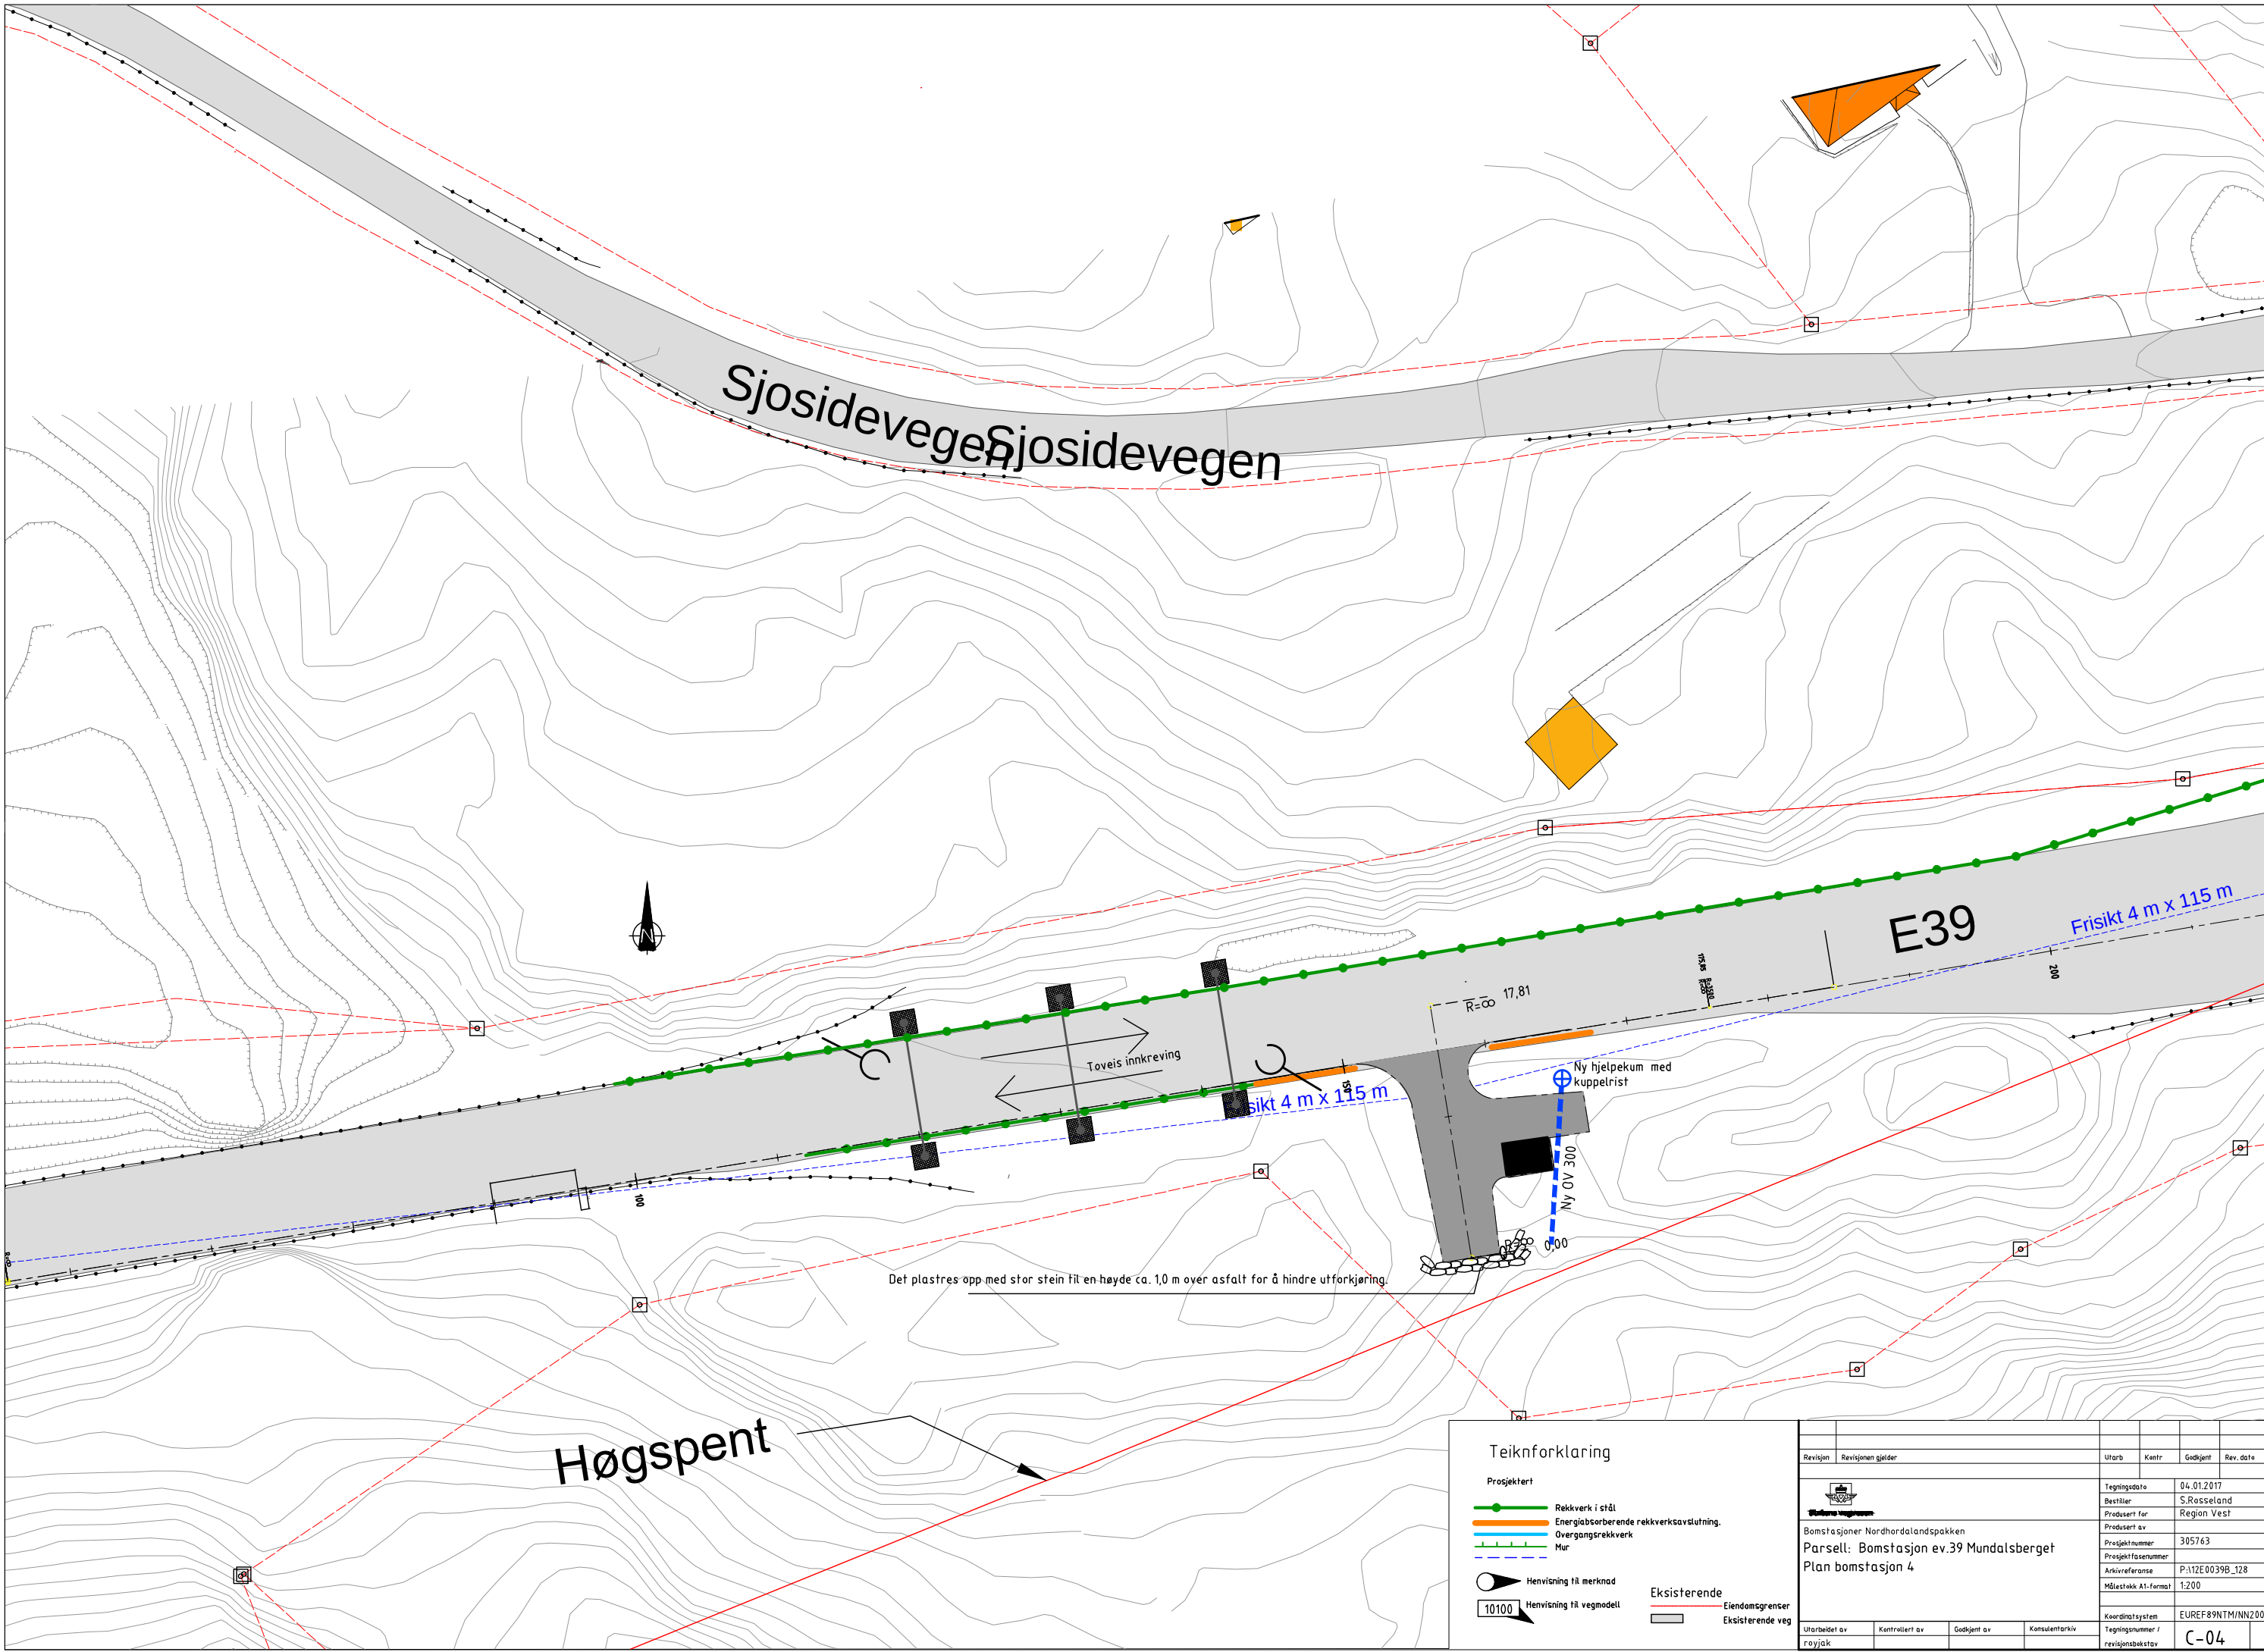 Sjosidevegen
Sjosidevegen
E39
Frisikt 4 m x 115 m
200
175,85
R=∞
17,81
N
Toveis innkreving
150
sikt 4 m x 115 m
Ny hjelpekum med
kuppelrist
Ny OV 300
100
0,00
Det plastres opp med stor stein til en høyde ca. 1,0 m over asfalt for å hindre utforkjøring.
Høgspent
Teiknforklaring
Prosjektert
Rekkverk i stål
Energiabsorberende rekkverksavslutning.
Overgangsrekkverk
Mur
Henvisning til merknad
10100
Henvisning til vegmodell
Eksisterende
Eiendomsgrenser
Eksisterende veg
Revisjon
Revisjonen gjelder
Utarb
Kontr
Godkjent
Rev. dato
Statens vegvesen
Tegningsdato
04.01.2017
Bestiller
S.Rosseland
Produsert for
Region Vest
Produsert av
Prosjektnummer
305763
Prosjektfasenummer
Arkivreferanse
P:\12E0039B_128
Målestokk A1-format
1:200
Koordinatsystem
EUREF89NTM/NN200
Bomstasjoner Nordhordalandspakken
Parsell: Bomstasjon ev.39 Mundalsberget
Plan bomstasjon 4
Utarbeidet av
Kontrollert av
Godkjent av
Konsulentarkiv
royjak
Tegningsnummer /
revisjonsbokstav
C-04